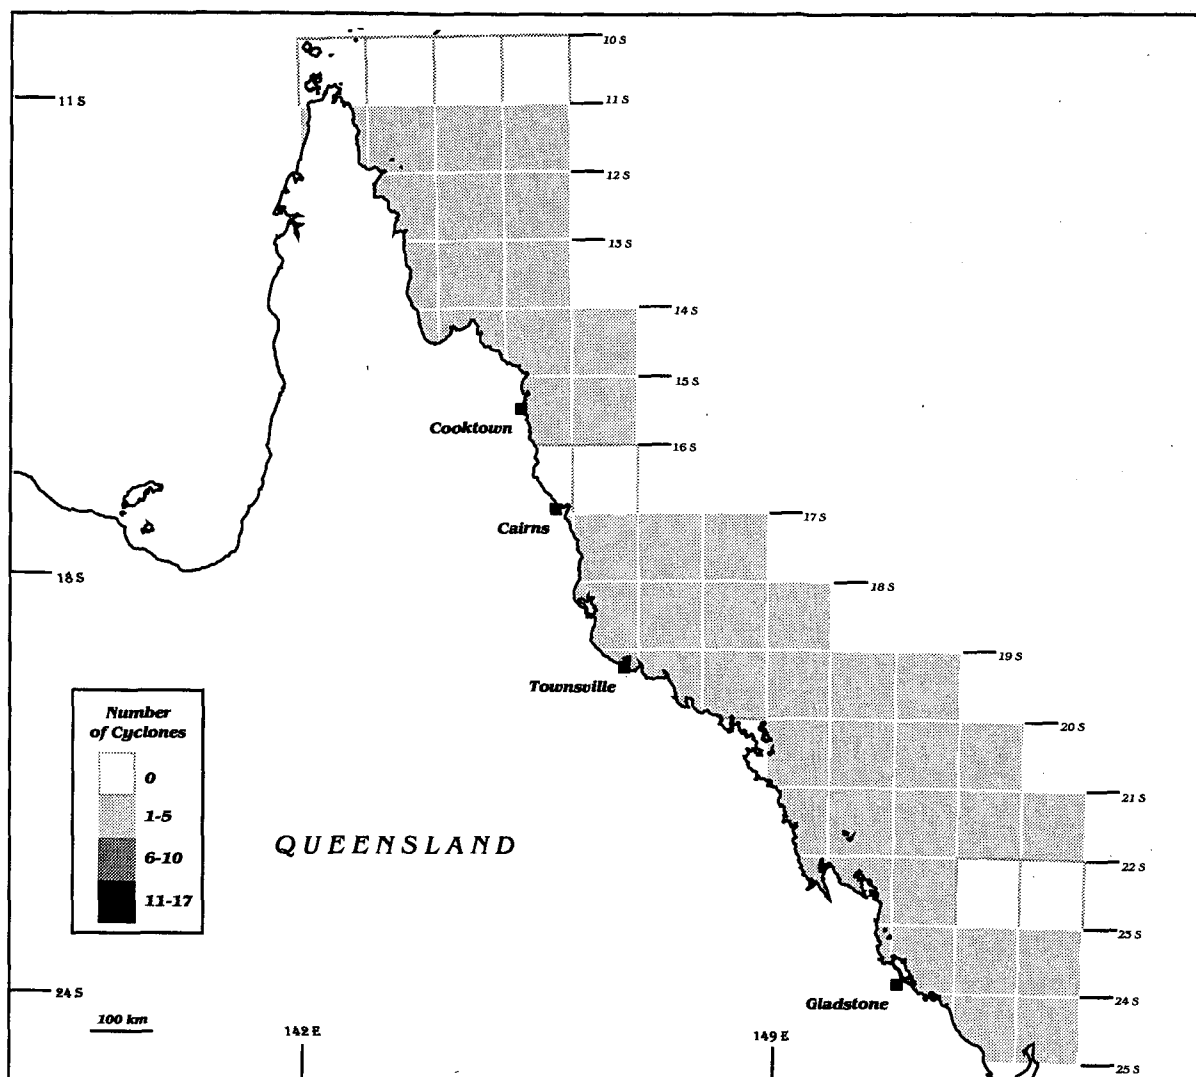 10 S
11 S
11 S
12 S
13 S
14 S
15 S
Cooktown
16 S
Cairns
17 S
18 S
18 S
19 S
Townsville
20 S
Number
of Cyclones
0
1-5
6-10
11-17
21 S
QUEENSLAND
22 S
23 S
24 S
Gladstone
24 S
100 km
142 E
149 E
25 S